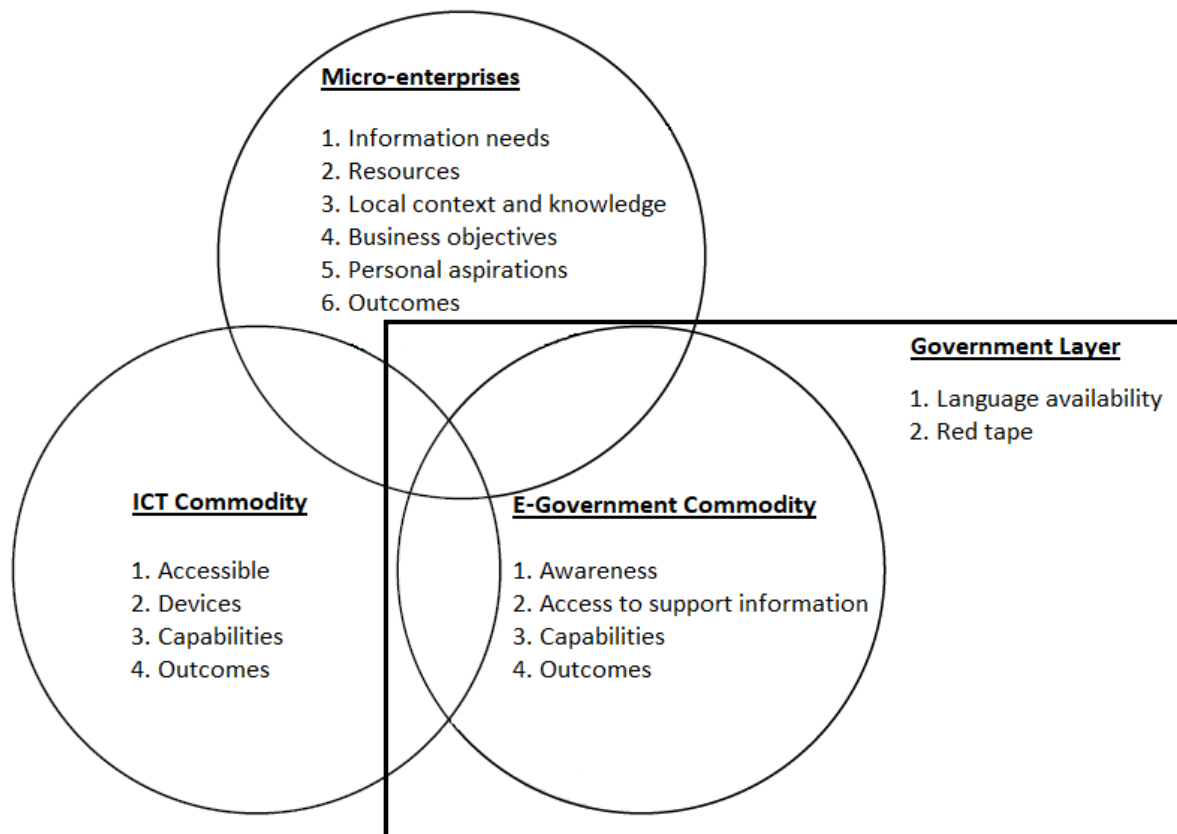 Micro-enterprises
1. Information needs
2. Resources
3. Local context and knowledge
4. Business objectives
5. Personal aspirations
6. Outcomes
Government Layer
1. Language availability
2. Red tape
ICT Commodity
1. Accessible
2. Devices
3. Capabilities
4. Outcomes
E-Government Commodity
1. Awareness
2. Access to support information
3. Capabilities
4. Outcomes